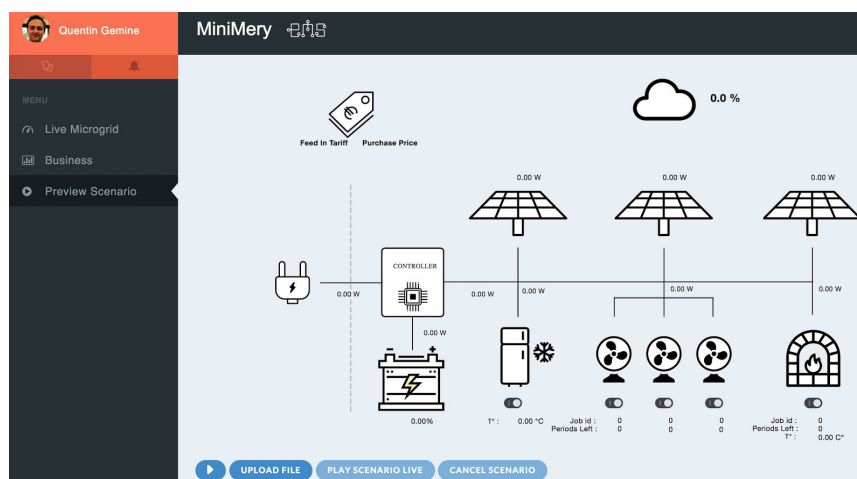 Quentin Gemine
MiniMery
MENU
Live Microgrid
Business
Preview Scenario
0.0 %
Feed In Tariff Purchase Price
0.00 W 0.00 W 0.00 W
CONTROLLER
0.00 W 0.00 W 0.00 W 0.00 W 0.00 W
0.00 W
0.00% T° : 0.00 °C Job id : 0 0 0 Job id : 0
Periods Left : 0 0 0 Periods Left : 0
T° : 0.00 C°
UPLOAD FILE PLAY SCENARIO LIVE CANCEL SCENARIO